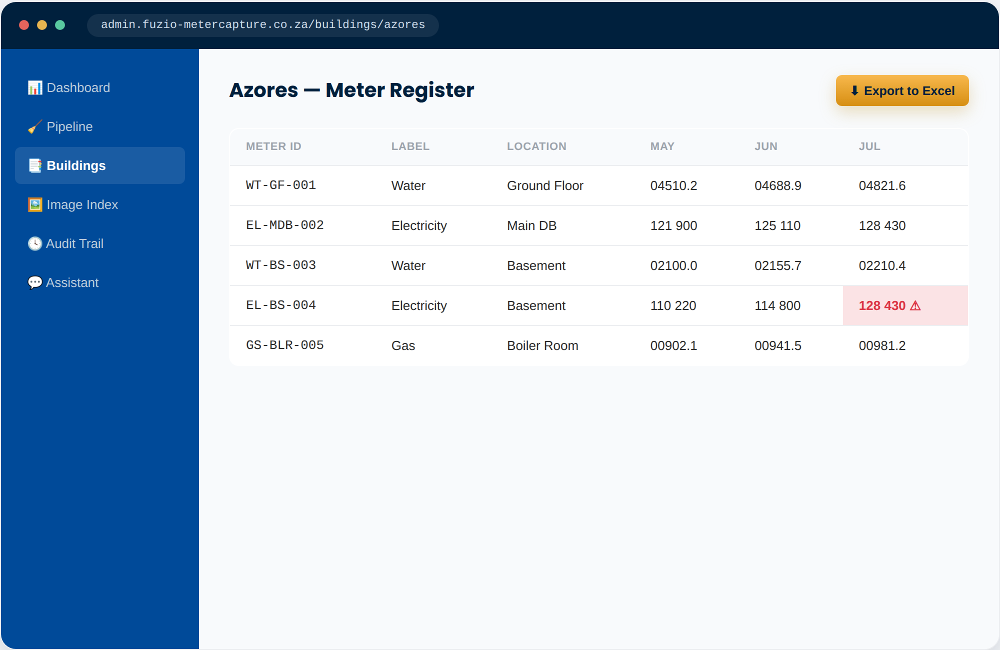 admin.fuzio-metercapture.co.za/buildings/azores
Dashboard
Pipeline
Buildings
Image Index
Audit Trail
Assistant
Azores — Meter Register
⬇ Export to Excel
METER ID LABEL LOCATION MAY JUN JUL
WT-GF-001 Water Ground Floor 04510.2 04688.9 04821.6
EL-MDB-002 Electricity Main DB 121 900 125 110 128 430
WT-BS-003 Water Basement 02100.0 02155.7 02210.4
EL-BS-004 Electricity Basement 110 220 114 800 128 430 ⚠
GS-BLR-005 Gas Boiler Room 00902.1 00941.5 00981.2